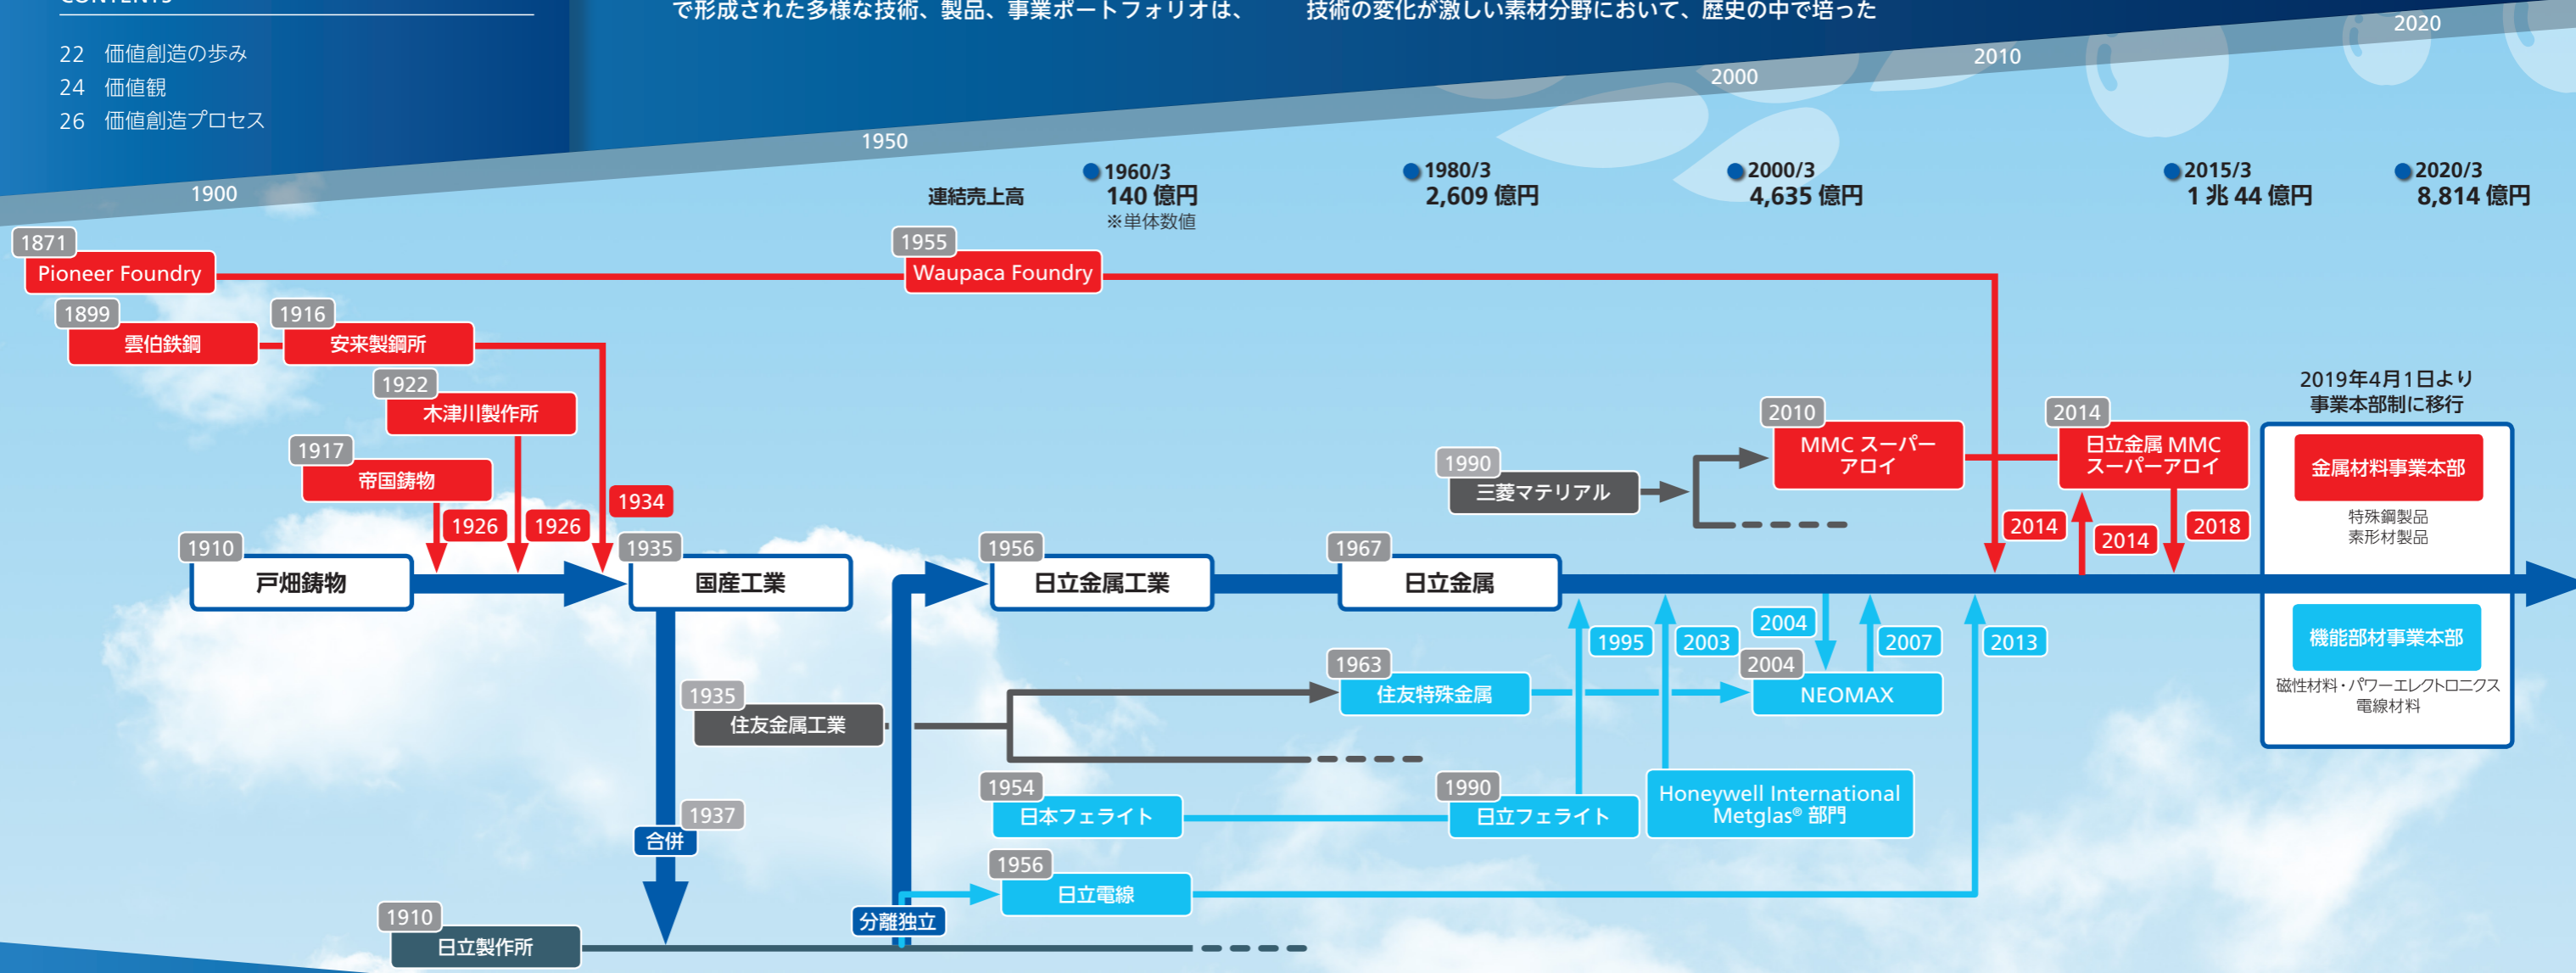 CONTENTS
22 価値創造の歩み
24 価値観
26 価値創造プロセス
で形成された多様な技術、製品、事業ポートフォリオは、
技術の変化が激しい素材分野において、歴史の中で培った
1900
1950
2000
2010
2020
連結売上高
1960/3
140 億円
※単体数値
1980/3
2,609 億円
2000/3
4,635 億円
2015/3
1 兆 44 億円
2020/3
8,814 億円
1871
Pioneer Foundry
1955
Waupaca Foundry
1899
雲伯鉄鋼
1916
安来製鋼所
1922
木津川製作所
1917
帝国鋳物
1926
1926
1934
1990
三菱マテリアル
2010
MMC スーパー
アロイ
2014
日立金属 MMC
スーパーアロイ
2014
2014
2018
2019年4月1日より
事業本部制に移行
金属材料事業本部
特殊鋼製品
素形材製品
機能部材事業本部
磁性材料・パワーエレクトロニクス
電線材料
1910
戸畑鋳物
1935
国産工業
1956
日立金属工業
1967
日立金属
1995
2003
2004
2007
2013
1935
住友金属工業
1963
住友特殊金属
2004
NEOMAX
1954
日本フェライト
1990
日立フェライト
Honeywell International
Metglas® 部門
1937
合併
1956
日立電線
分離独立
1910
日立製作所